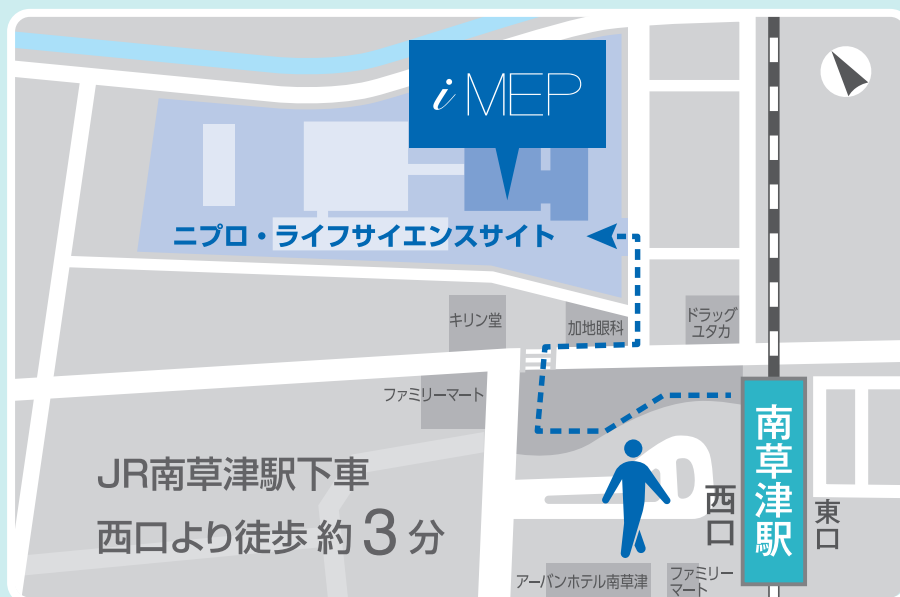 i MEP
ニプロ・ライフサイエンスサイト
キリン堂
加地眼科
ドラッグ
ユタカ
ファミリーマート
JR南草津駅下車
西口より徒歩 約 3 分
南草津駅
西口
東口
アーバンホテル南草津
ファミリー
マート